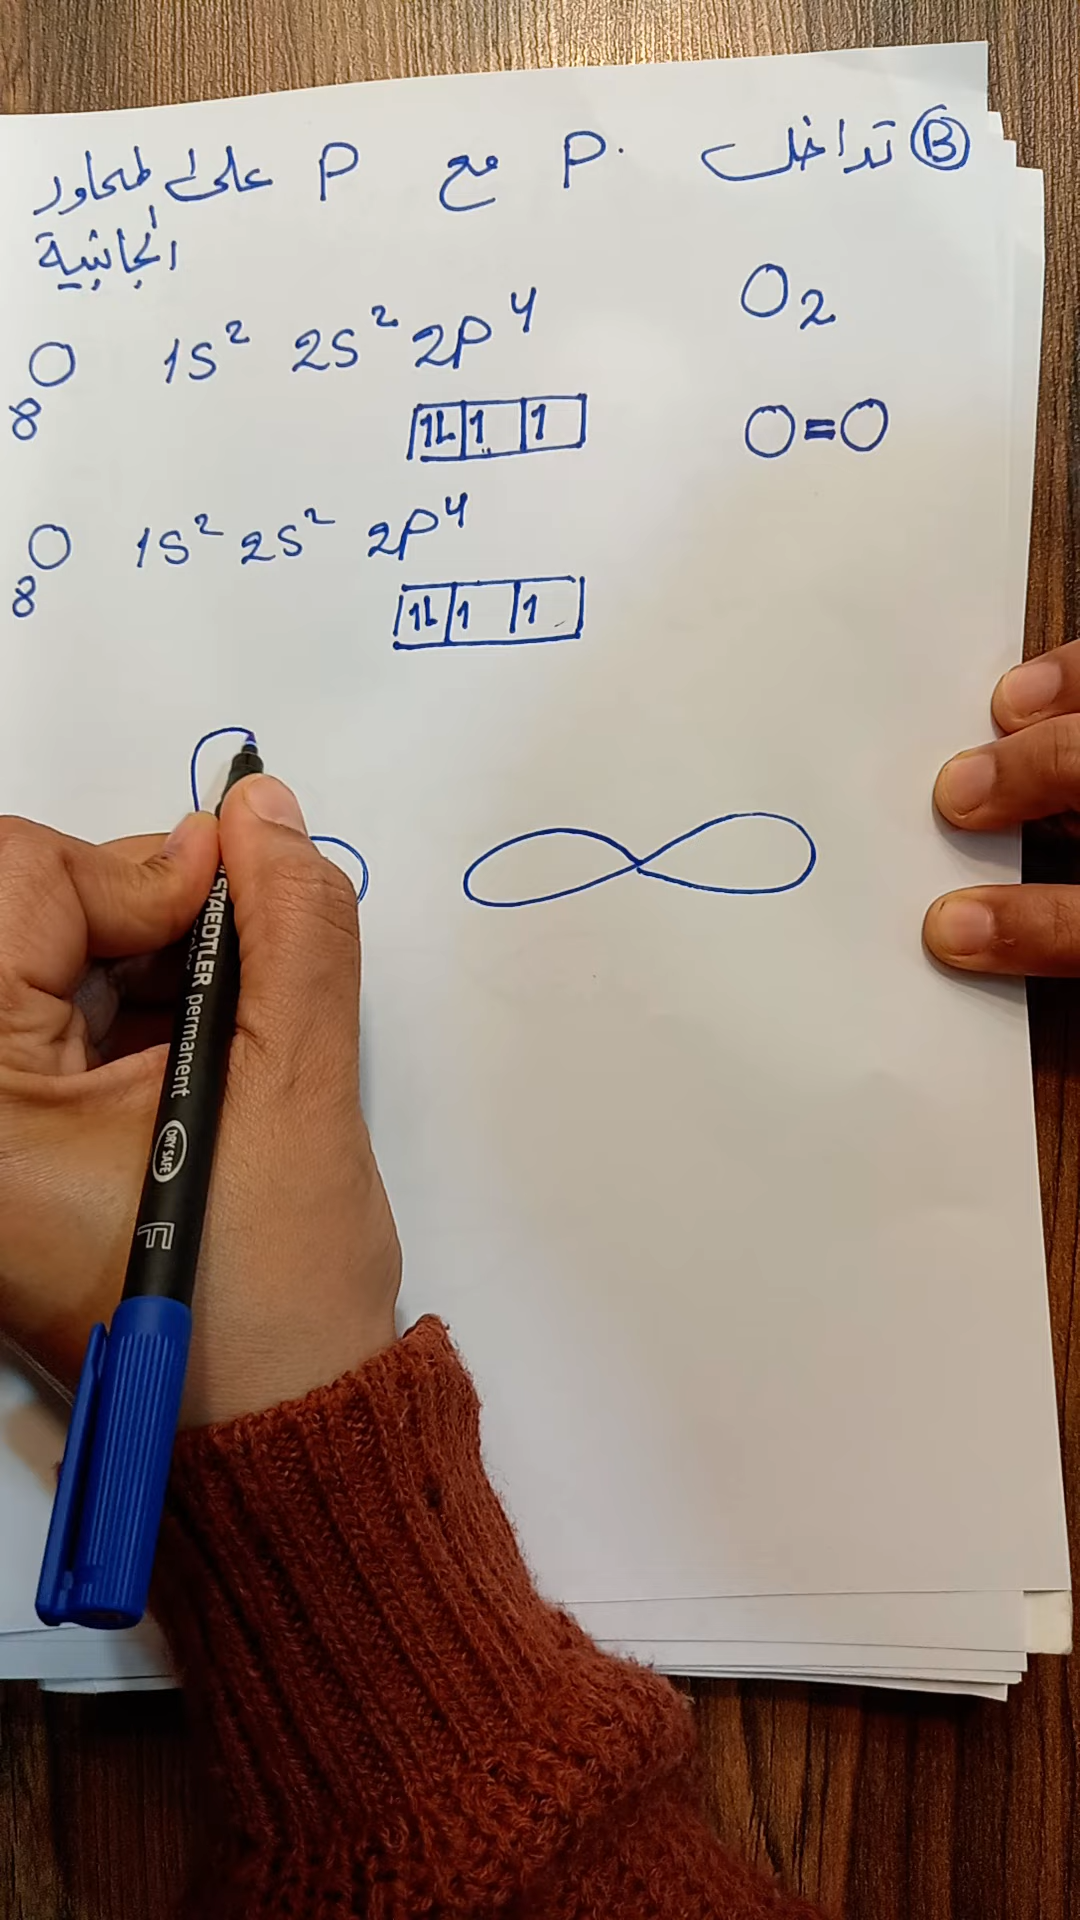 B تداخل P مع P على المحاور
الجانبية
O₂
8O 1s² 2s² 2p⁴
1L 1 1
O=O
8O 1s² 2s² 2p⁴
1L 1 1
STAEDTLER permanent
DRY SAFE
F